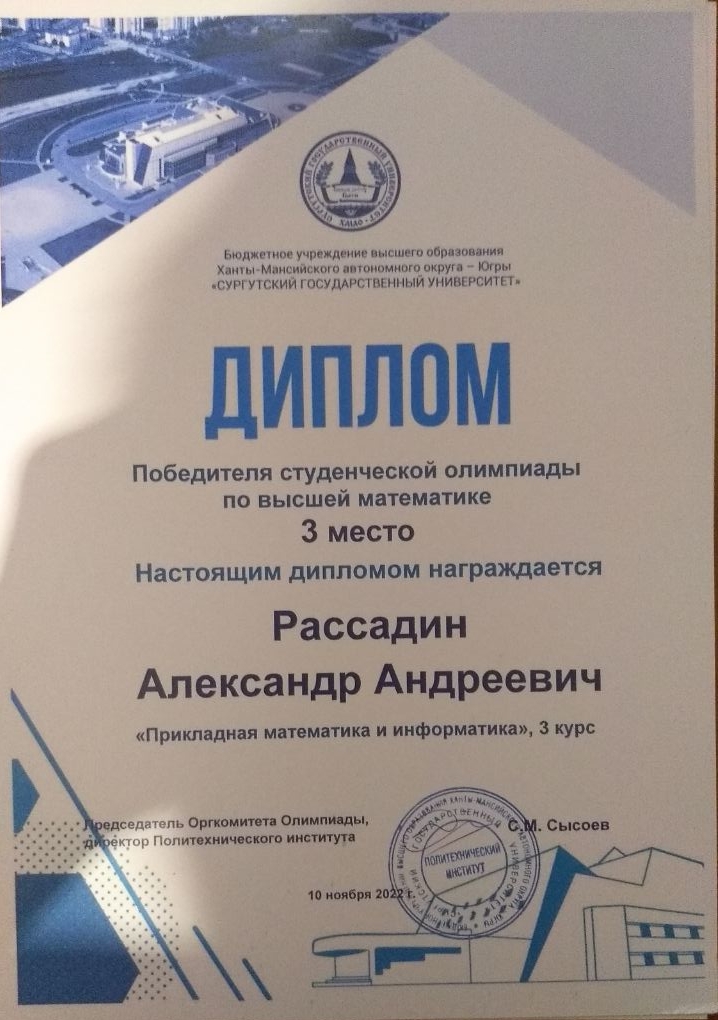 СУРГУТСКИЙ ГОСУДАРСТВЕННЫЙ УНИВЕРСИТЕТ
ХМАО
Бюджетное учреждение высшего образования
Ханты-Мансийского автономного округа – Югры
«СУРГУТСКИЙ ГОСУДАРСТВЕННЫЙ УНИВЕРСИТЕТ»
ДИПЛОМ
Победителя студенческой олимпиады
по высшей математике
3 место
Настоящим дипломом награждается
Рассадин
Александр Андреевич
«Прикладная математика и информатика», 3 курс
Председатель Оргкомитета Олимпиады,
директор Политехнического института
С.М. Сысоев
ПОЛИТЕХНИЧЕСКИЙ
ИНСТИТУТ
10 ноября 2022 г.